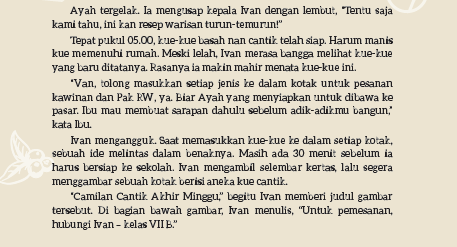 Ayah tergelak. Ia mengusap kepala Ivan dengan lembut, "Tentu saja
kami tahu, ini kan resep warisan turun-temurun!"
Tepat pukul 05.00, kue-kue basah nan cantik telah siap. Harum manis
kue memenuhi rumah. Meski lelah, Ivan merasa bangga melihat kue-kue
yang baru ditatanya. Rasanya ia makin mahir menata kue-kue ini.
"Van, tolong masukkan setiap jenis ke dalam kotak untuk pesanan
kawinan dan Pak RW, ya. Biar Ayah yang menyiapkan untuk dibawa ke
pasar. Ibu mau membuat sarapan dahulu sebelum adik-adikmu bangun,"
kata Ibu.
Ivan mengangguk. Saat memasukkan kue-kue ke dalam setiap kotak,
sebuah ide melintas dalam benaknya. Masih ada 30 menit sebelum ia
harus bersiap ke sekolah. Ivan mengambil selembar kertas, lalu segera
menggambar sebuah kotak berisi aneka kue cantik.
"Camilan Cantik Akhir Minggu," begitu Ivan memberi judul gambar
tersebut. Di bagian bawah gambar, Ivan menulis, "Untuk pemesanan,
hubungi Ivan – kelas VII B."